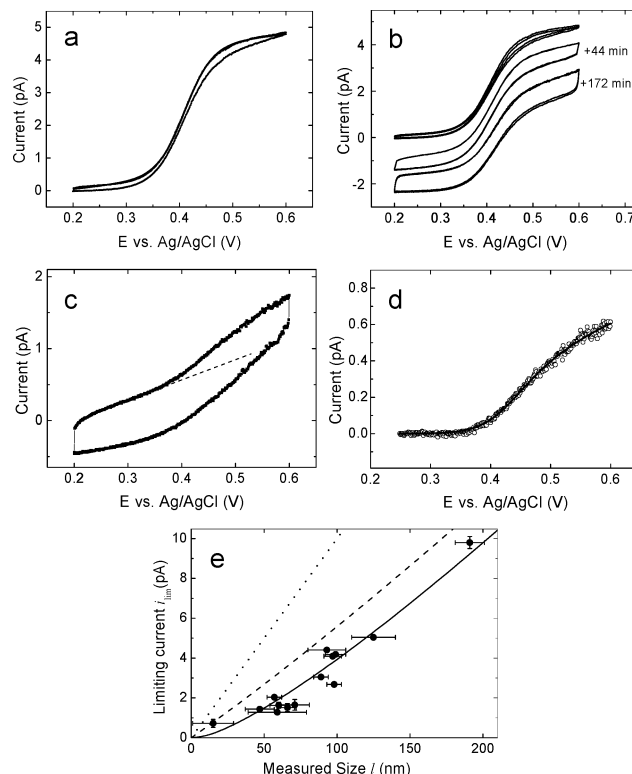 a
5
4
3
2
1
0
Current (pA)
0.2 0.3 0.4 0.5 0.6
E vs. Ag/AgCl (V)
b
+44 min
+172 min
4
2
0
-2
Current (pA)
0.2 0.3 0.4 0.5 0.6 0.7
E vs. Ag/AgCl (V)
c
2
1
0
Current (pA)
0.2 0.3 0.4 0.5 0.6
E vs. Ag/AgCl (V)
d
0.8
0.6
0.4
0.2
0.0
Current (pA)
0.2 0.3 0.4 0.5 0.6
E vs. Ag/AgCl (V)
e
10
8
6
4
2
0
Limiting current i_lim (pA)
0 50 100 150 200
Measured Size l (nm)